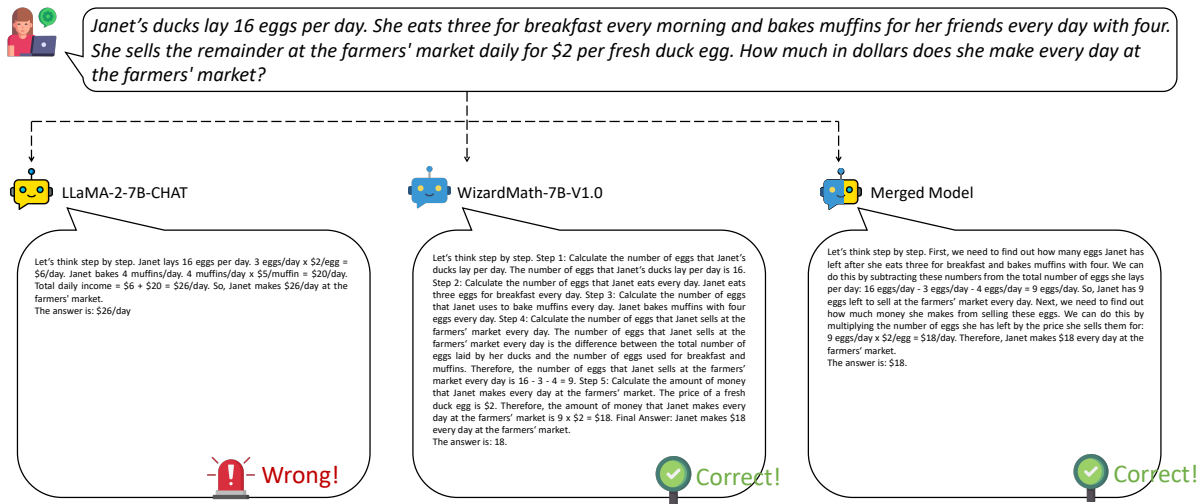 Janet’s ducks lay 16 eggs per day. She eats three for breakfast every morning and bakes muffins for her friends every day with four.
She sells the remainder at the farmers' market daily for $2 per fresh duck egg. How much in dollars does she make every day at
the farmers' market?
LLaMA-2-7B-CHAT
Let’s think step by step. Janet lays 16 eggs per day. 3 eggs/day x $2/egg =
$6/day. Janet bakes 4 muffins/day. 4 muffins/day x $5/muffin = $20/day.
Total daily income = $6 + $20 = $26/day. So, Janet makes $26/day at the
farmers’ market.
The answer is: $26/day
Wrong!
WizardMath-7B-V1.0
Let’s think step by step. Step 1: Calculate the number of eggs that Janet’s
ducks lay per day. The number of eggs that Janet’s ducks lay per day is 16.
Step 2: Calculate the number of eggs that Janet eats every day. Janet eats
three eggs for breakfast every day. Step 3: Calculate the number of eggs
that Janet uses to bake muffins every day. Janet bakes muffins with four
eggs every day. Step 4: Calculate the number of eggs that Janet sells at the
farmers’ market every day. The number of eggs that Janet sells at the
farmers’ market every day is the difference between the total number of
eggs laid by her ducks and the number of eggs used for breakfast and
muffins. Therefore, the number of eggs that Janet sells at the farmers’
market every day is 16 - 3 - 4 = 9. Step 5: Calculate the amount of money
that Janet makes every day at the farmers’ market. The price of a fresh
duck egg is $2. Therefore, the amount of money that Janet makes every
day at the farmers’ market is 9 x $2 = $18. Final Answer: Janet makes $18
every day at the farmers’ market.
The answer is: 18.
Correct!
Merged Model
Let’s think step by step. First, we need to find out how many eggs Janet has
left after she eats three for breakfast and bakes muffins with four. We can
do this by subtracting these numbers from the total number of eggs she lays
per day: 16 eggs/day - 3 eggs/day - 4 eggs/day = 9 eggs/day. So, Janet has 9
eggs left to sell at the farmers’ market every day. Next, we need to find out
how much money she makes from selling these eggs. We can do this by
multiplying the number of eggs she has left by the price she sells them for:
9 eggs/day x $2/egg = $18/day. Therefore, Janet makes $18 every day at the
farmers’ market.
The answer is: $18.
Correct!